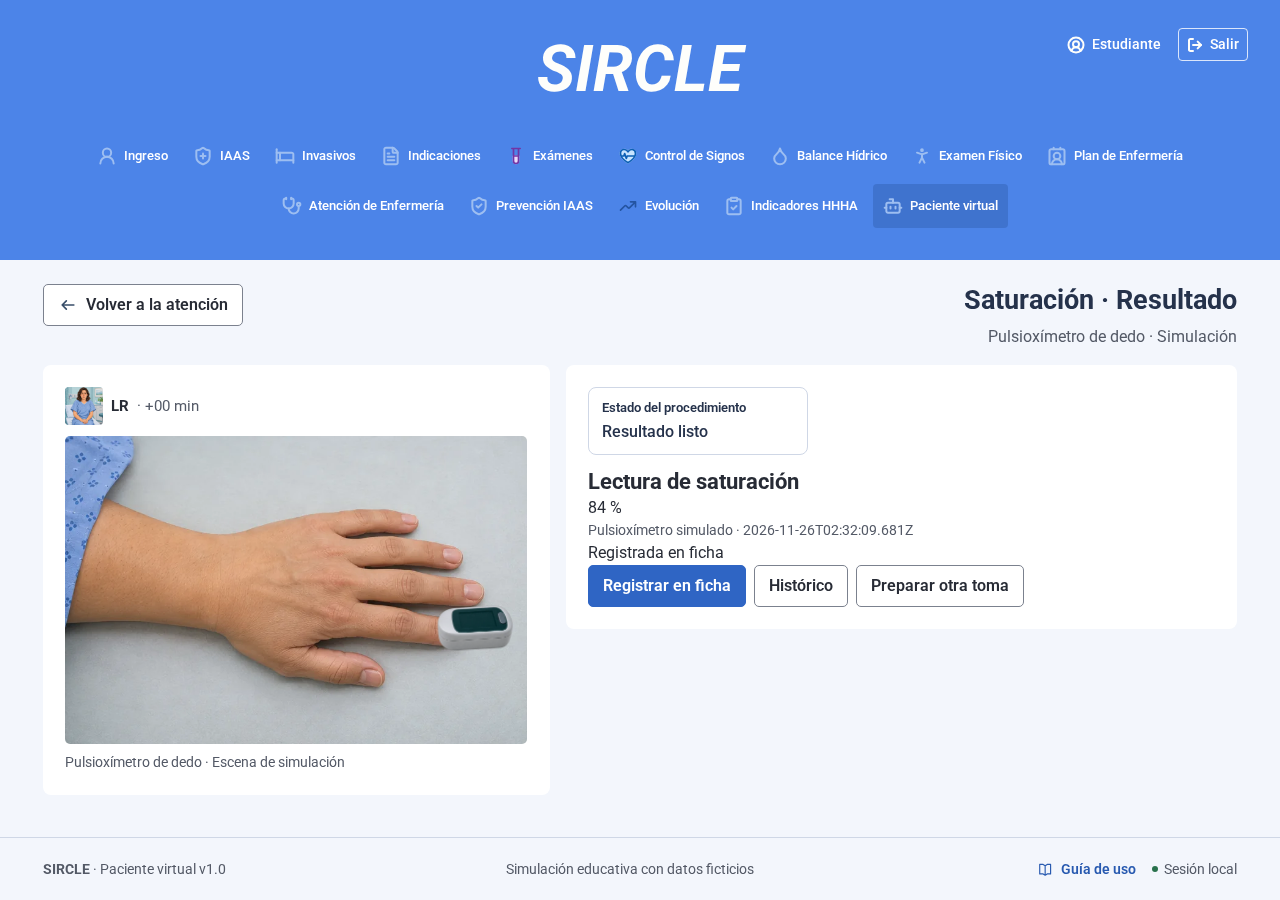 SIRCLE
Estudiante
Salir
Ingreso
IAAS
Invasivos
Indicaciones
Exámenes
Control de Signos
Balance Hídrico
Examen Físico
Plan de Enfermería
Atención de Enfermería
Prevención IAAS
Evolución
Indicadores HHHA
Paciente virtual
Volver a la atención
Saturación · Resultado
Pulsioxímetro de dedo · Simulación
LR · +00 min
Pulsioxímetro de dedo · Escena de simulación
Estado del procedimiento
Resultado listo
Lectura de saturación
84 %
Pulsioxímetro simulado · 2026-11-26T02:32:09.681Z
Registrada en ficha
Registrar en ficha
Histórico
Preparar otra toma
SIRCLE · Paciente virtual v1.0
Simulación educativa con datos ficticios
Guía de uso
Sesión local